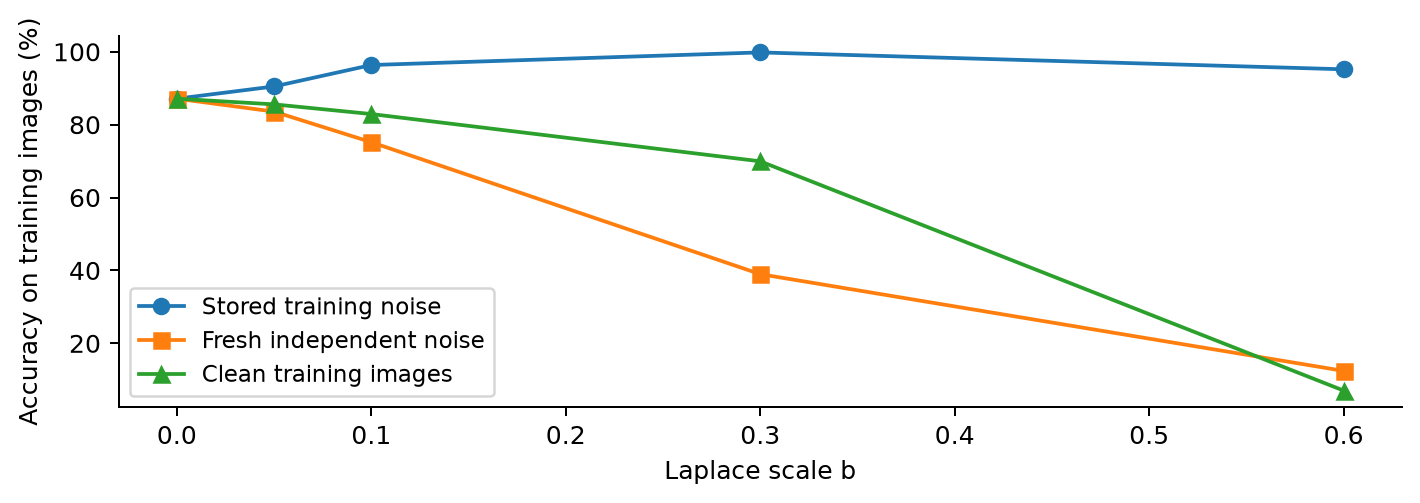 Accuracy on training images (%)
100
80
60
40
20
Stored training noise
Fresh independent noise
Clean training images
0.0 0.1 0.2 0.3 0.4 0.5 0.6
Laplace scale b